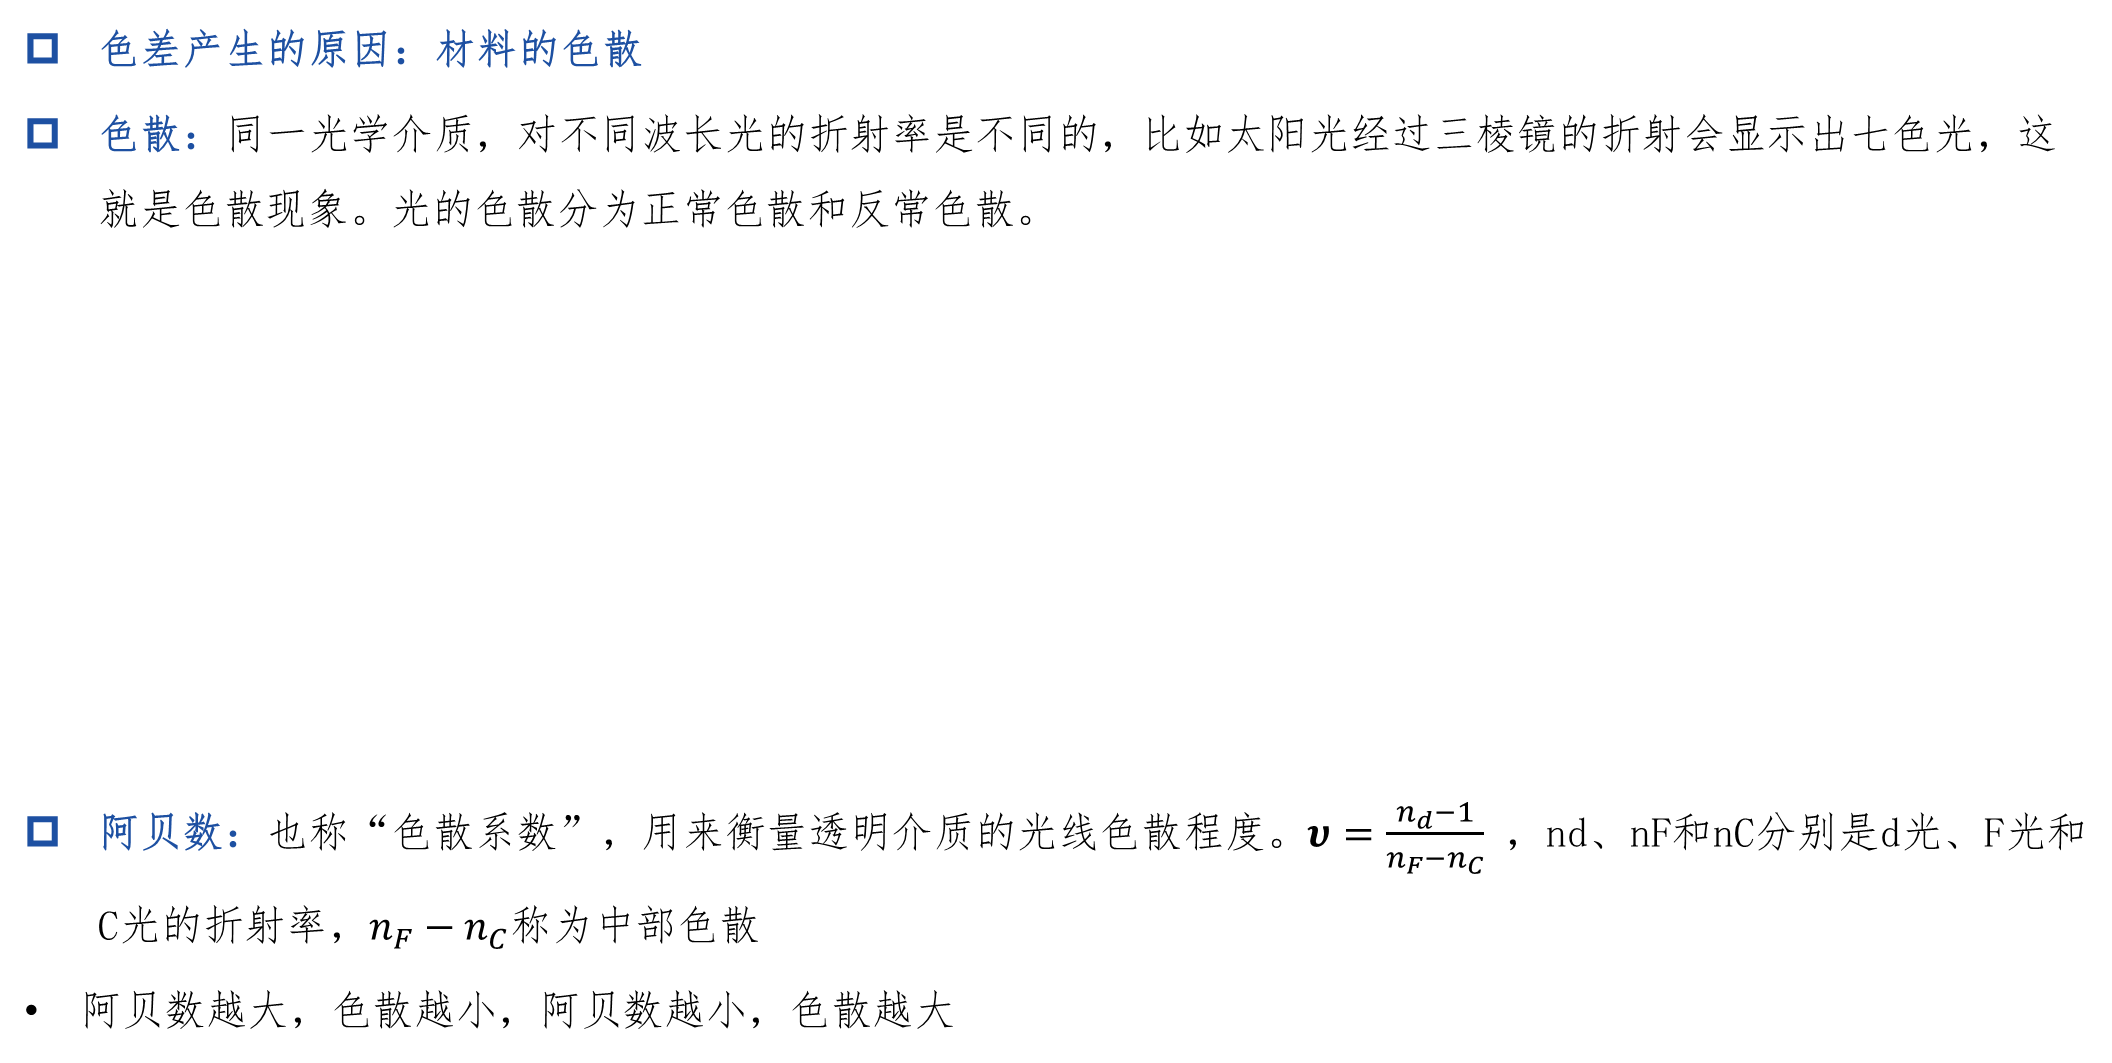 色差产生的原因：材料的色散
色散：同一光学介质，对不同波长光的折射率是不同的，比如太阳光经过三棱镜的折射会显示出七色光，这
就是色散现象。光的色散分为正常色散和反常色散。
阿贝数：也称“色散系数”，用来衡量透明介质的光线色散程度。υ = (n_d−1)/(n_F−n_C) ，nd、nF和nC分别是d光、F光和
C光的折射率，n_F − n_C称为中部色散
• 阿贝数越大，色散越小，阿贝数越小，色散越大